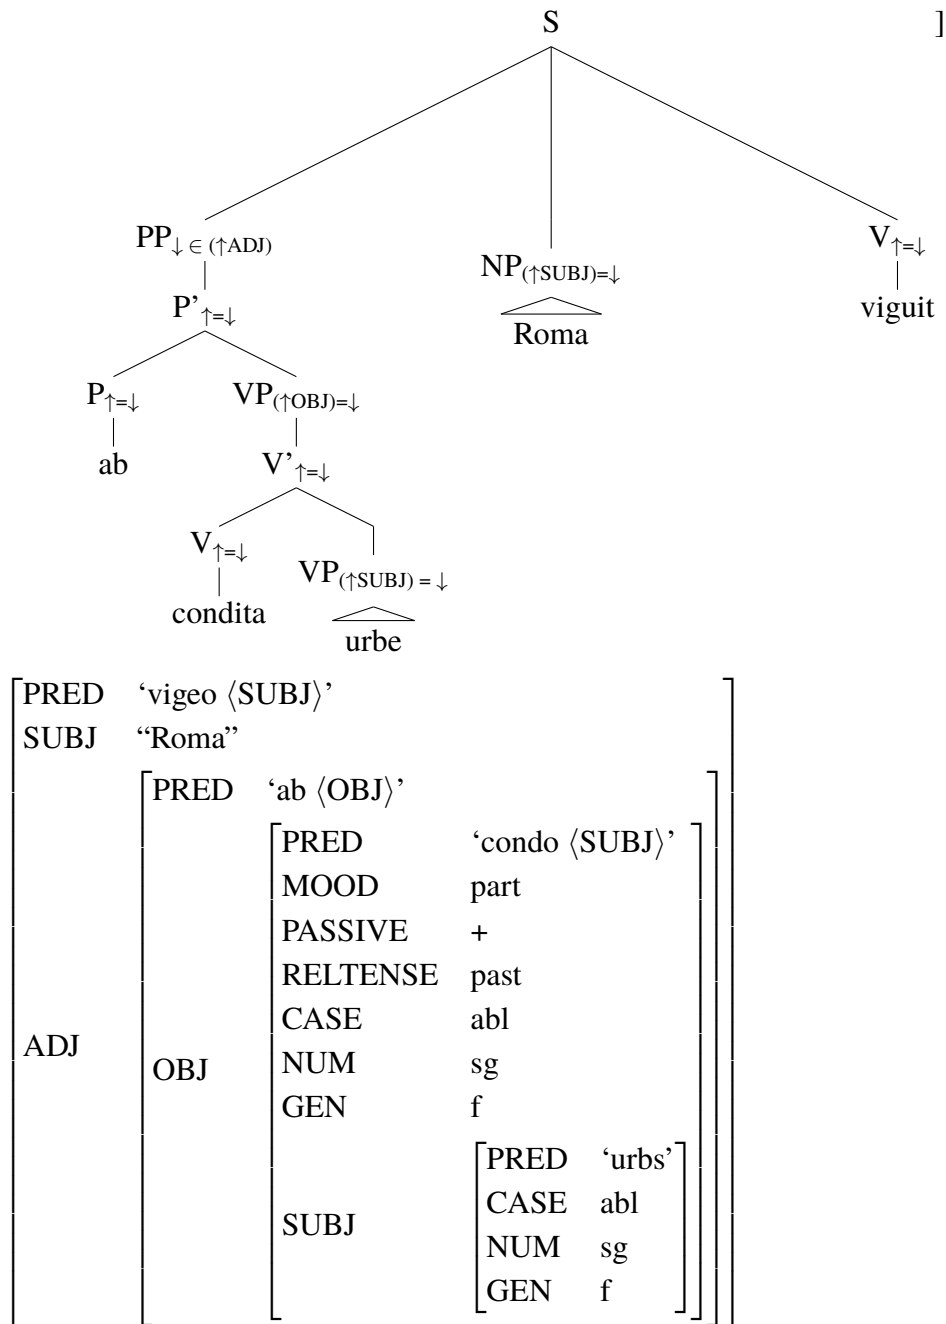 S ]
PP↓ ∈ (↑ADJ) NP(↑SUBJ)=↓ V↑=↓
P’↑=↓ Roma viguit
P↑=↓ VP(↑OBJ)=↓
ab V’↑=↓
V↑=↓ VP(↑SUBJ) = ↓
condita urbe
PRED ‘vigeo ⟨SUBJ⟩’
SUBJ “Roma”
ADJ
PRED ‘ab ⟨OBJ⟩’
OBJ
PRED ‘condo ⟨SUBJ⟩’
MOOD part
PASSIVE +
RELTENSE past
CASE abl
NUM sg
GEN f
SUBJ
PRED ‘urbs’
CASE abl
NUM sg
GEN f